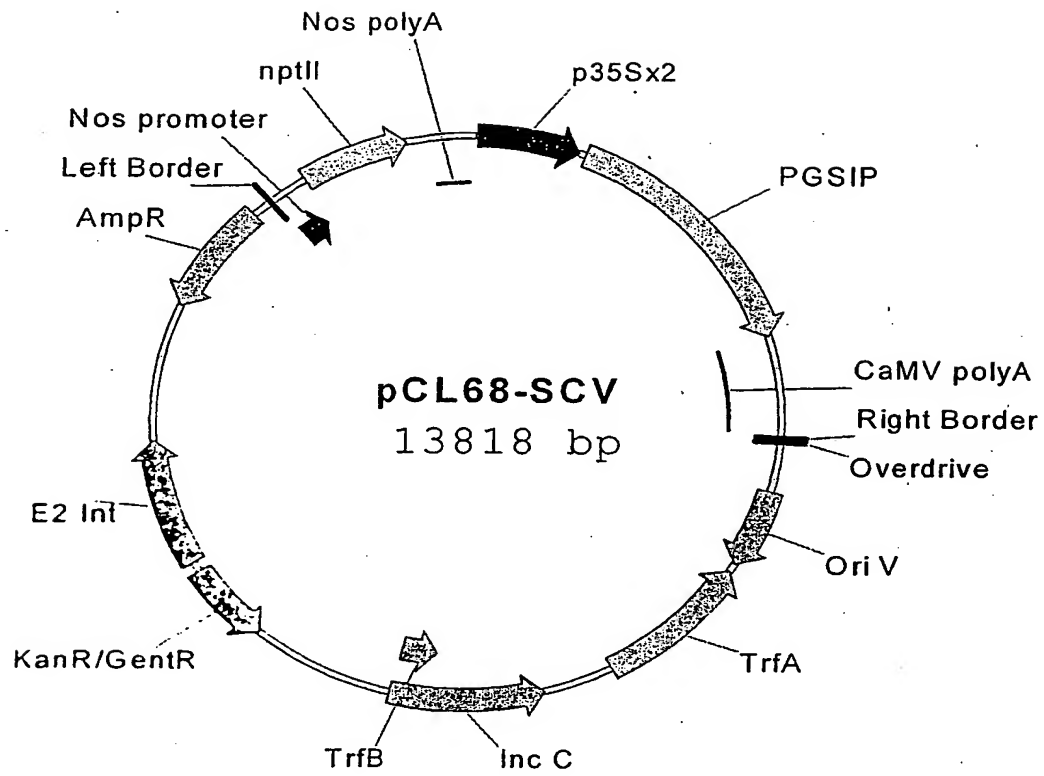 Nos polyA
nptII
p35Sx2
Nos promoter
Left Border
AmpR
PGSIP
pCL68-SCV
13818 bp
CaMV polyA
Right Border
Overdrive
E2 Int
Ori V
KanR/GentR
TrfA
TrfB
Inc C